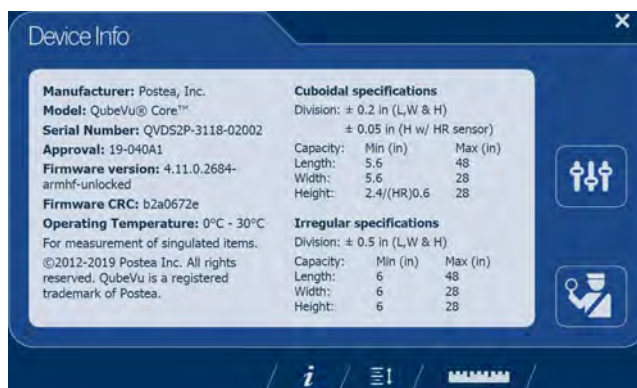 Device Info
Manufacturer: Postea, Inc.
Model: QubeVu® Core™
Serial Number: QVDS2P-3118-02002
Approval: 19-040A1
Firmware version: 4.11.0.2684-
armhf-unlocked
Firmware CRC: b2a0672e
Operating Temperature: 0°C - 30°C
For measurement of singulated items.
©2012-2019 Postea Inc. All rights
reserved. QubeVu is a registered
trademark of Postea.
Cuboidal specifications
Division: ± 0.2 in (L,W & H)
± 0.05 in (H w/ HR sensor)
Capacity: Min (in) Max (in)
Length: 5.6 48
Width: 5.6 28
Height: 2.4/(HR)0.6 28
Irregular specifications
Division: ± 0.5 in (L,W & H)
Capacity: Min (in) Max (in)
Length: 6 48
Width: 6 28
Height: 6 28